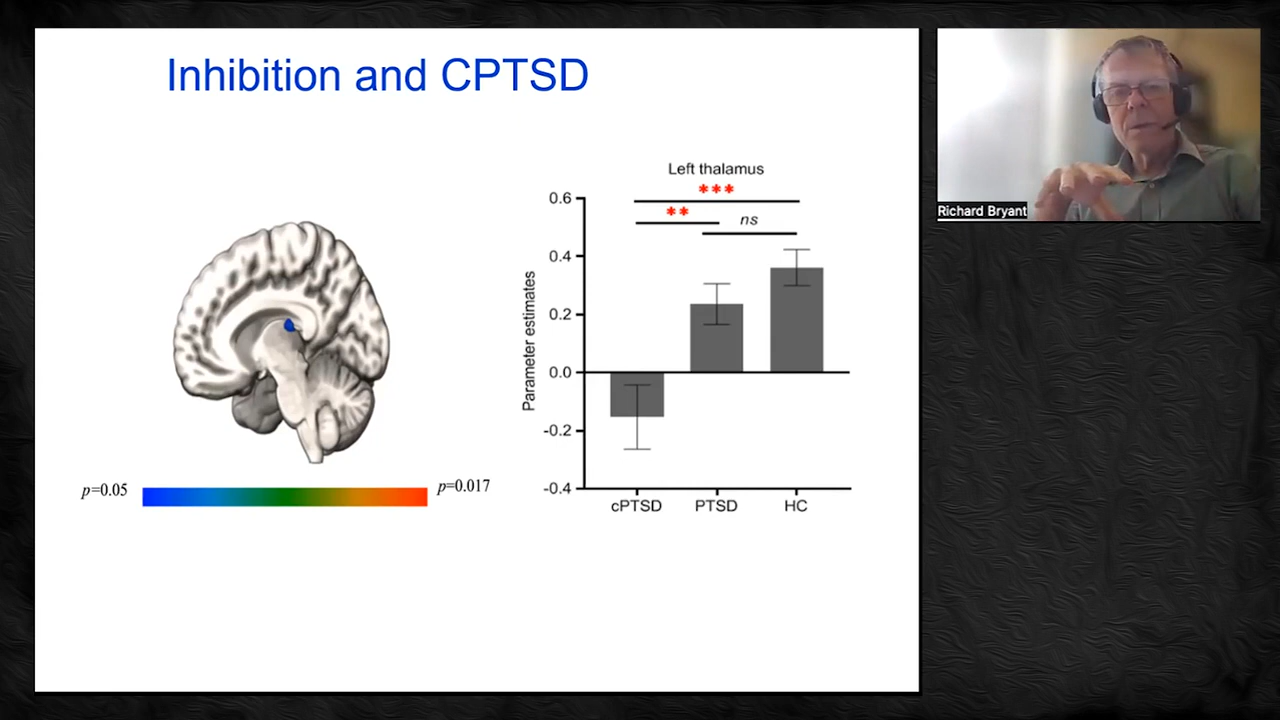 Inhibition and CPTSD
Left thalamus
***
**
ns
0.6
0.4
0.2
0.0
-0.2
-0.4
Parameter estimates
cPTSD PTSD HC
p=0.05
p=0.017
Richard Bryant